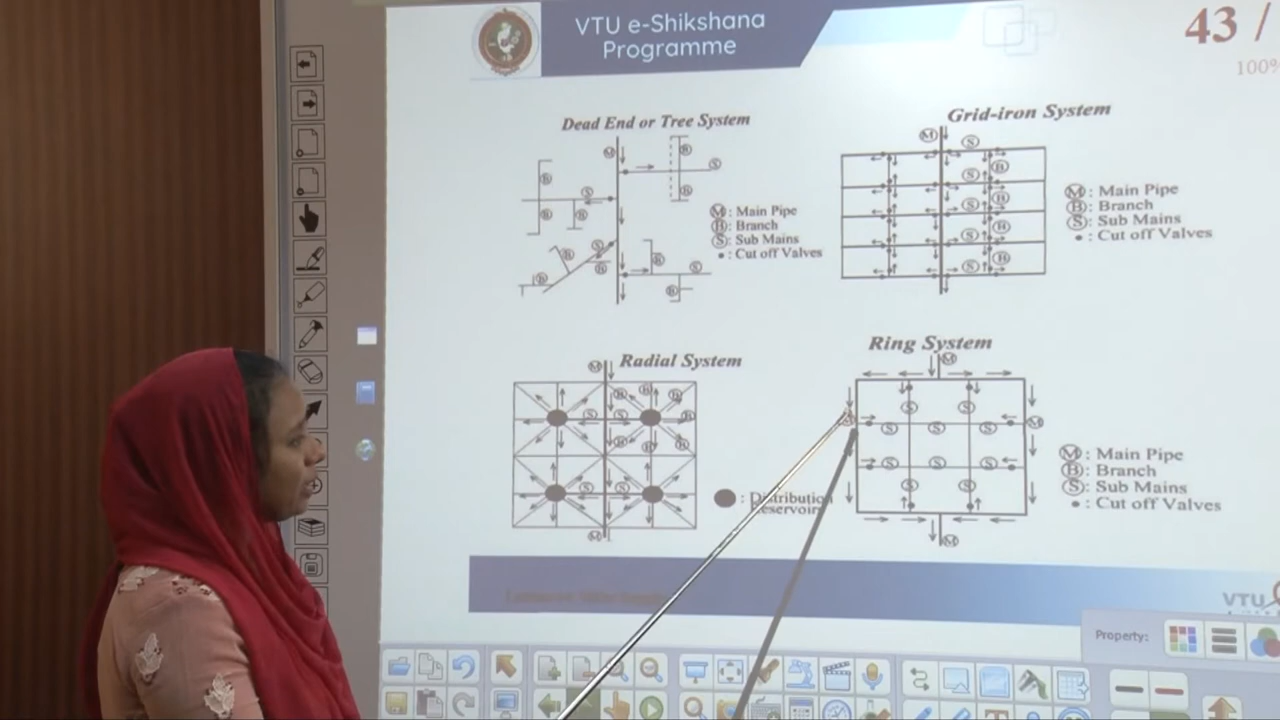 VTU e-Shikshana
Programme
43 /
100%
Dead End or Tree System
M
B
S
B
B
S
B
B
S
B
B
B
B
S
B
M: Main Pipe
B: Branch
S: Sub Mains
• : Cut off Valves
Grid-iron System
M
S
S
B
S
B
S
B
S
B
M: Main Pipe
B: Branch
S: Sub Mains
• : Cut off Valves
Radial System
M
B
B
B
S
S
B
B
B
B
S
S
M
: Distribution
Reservoirs
Ring System
M
S
S
M
S
S
S
S
S
S
S
S
M
M: Main Pipe
B: Branch
S: Sub Mains
• : Cut off Valves
VTU
Property: